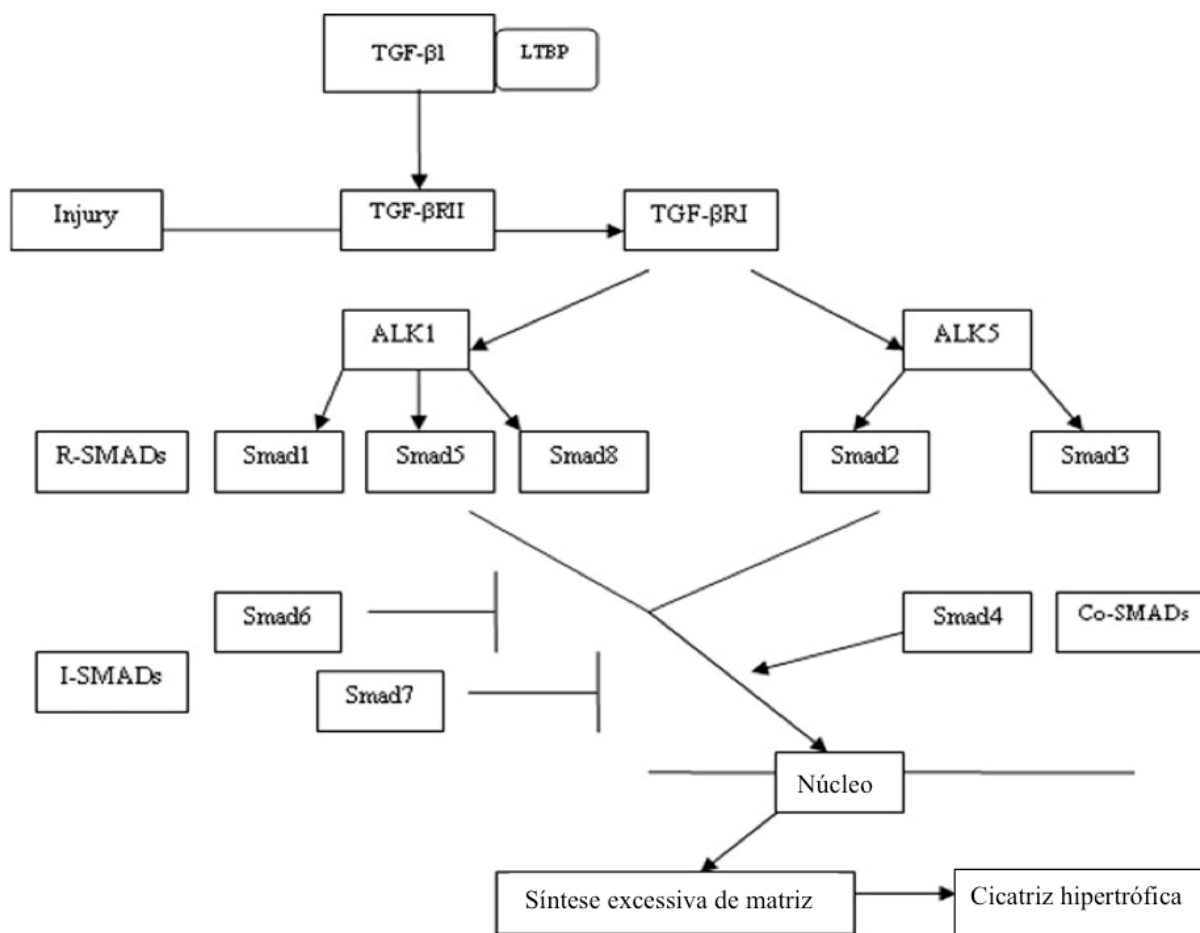 TGF-β1
LTBP
Injury
TGF-βRII
TGF-βRI
ALK1
ALK5
R-SMADs
Smad1
Smad5
Smad8
Smad2
Smad3
Smad6
Smad4
Co-SMADs
I-SMADs
Smad7
Núcleo
Síntese excessiva de matriz
Cicatriz hipertrófica